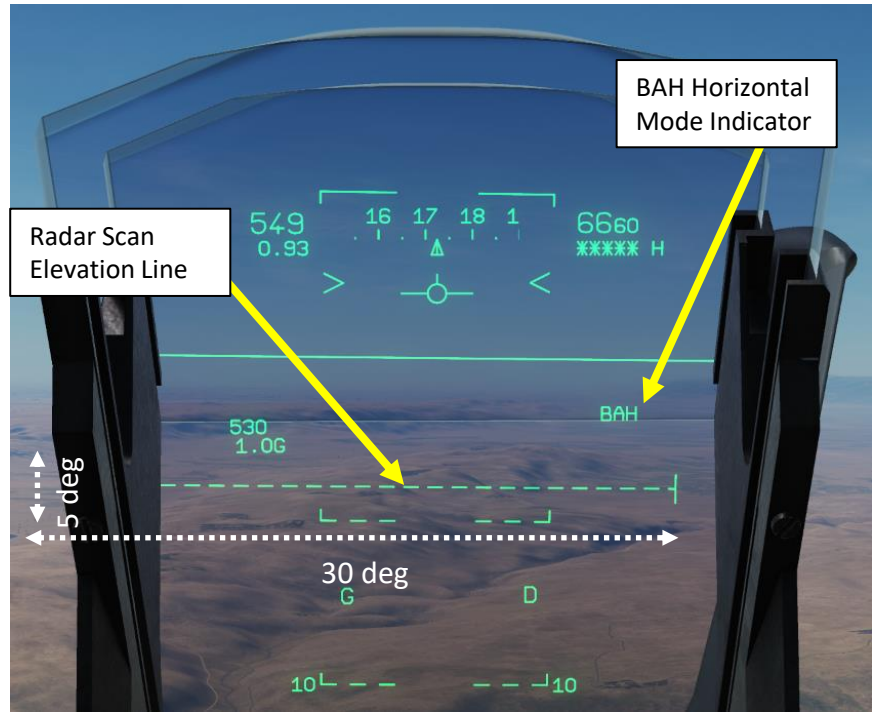 BAH Horizontal
Mode Indicator
Radar Scan
Elevation Line
549 16 17 18 1 6660
0.93 ***** H
> <
BAH
530
1.0G
5 deg
30 deg
G D
10 10